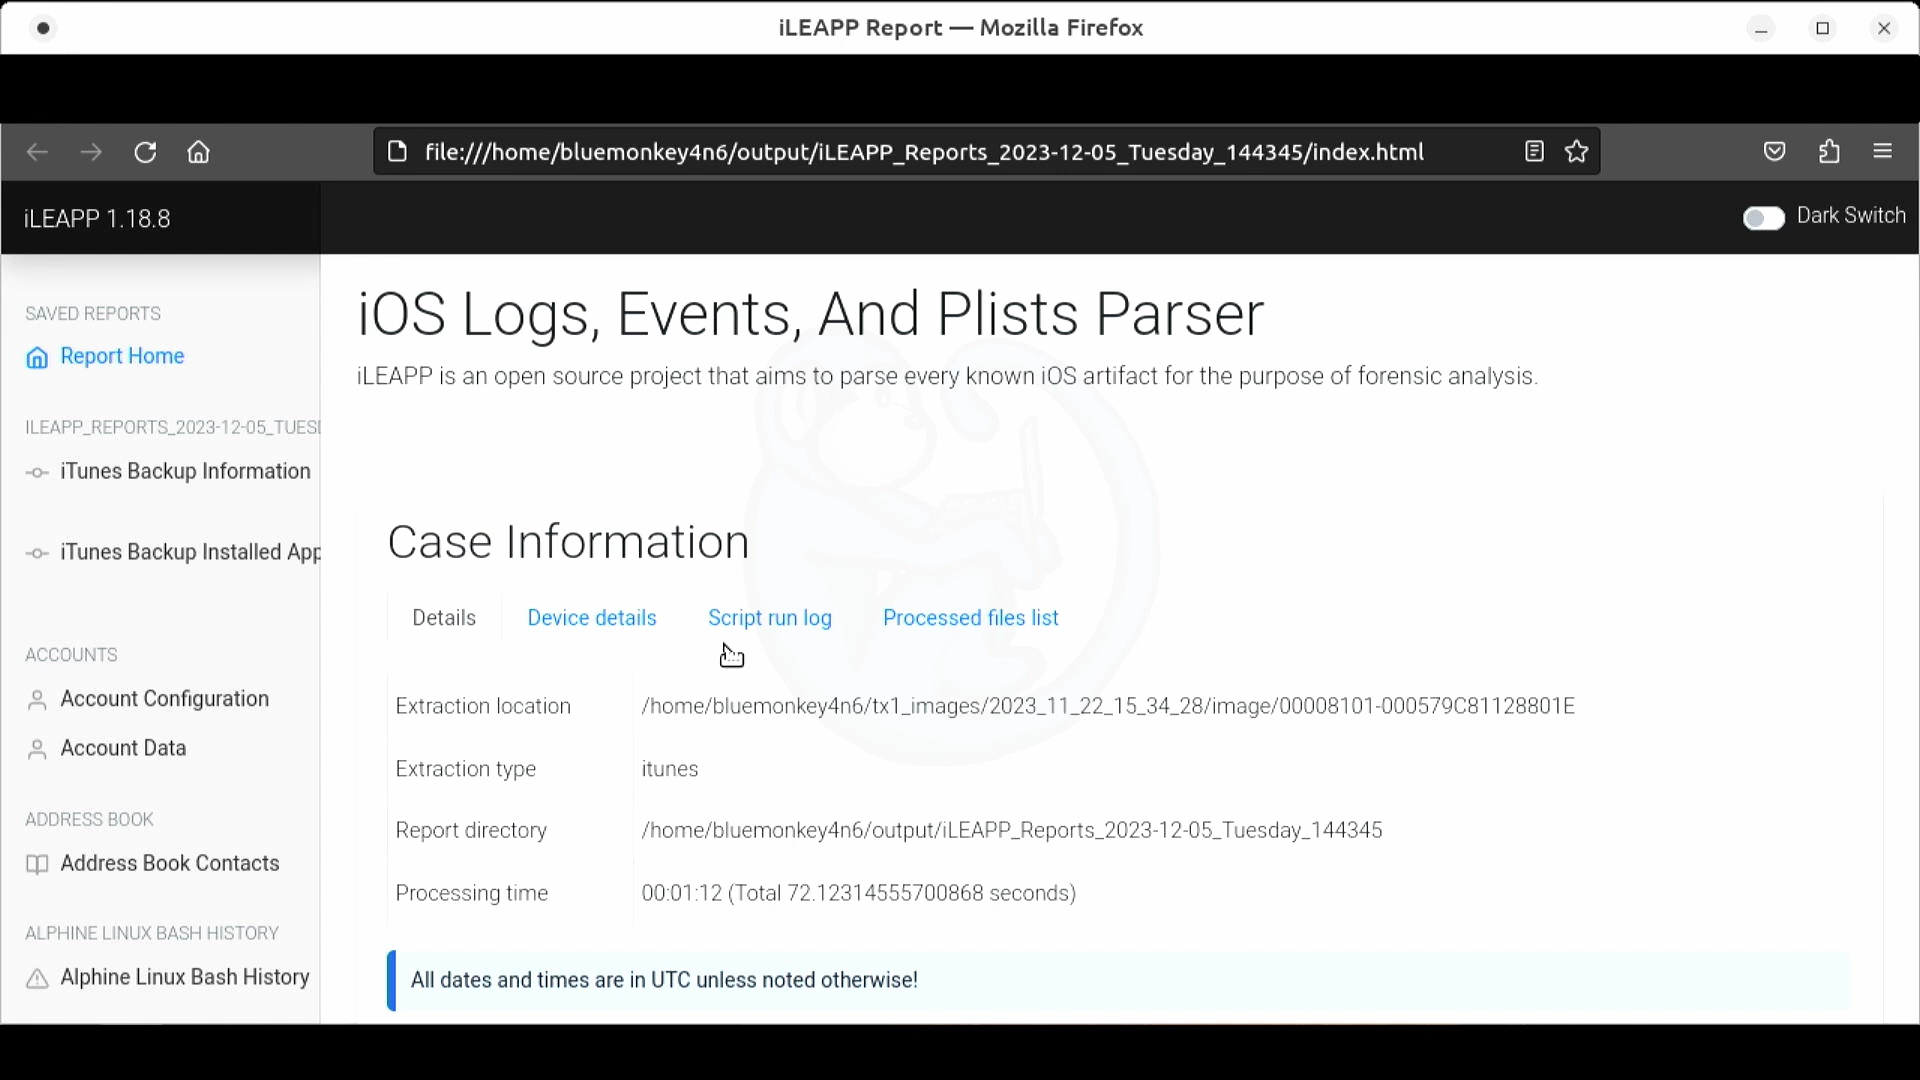 iLEAPP Report — Mozilla Firefox
file:///home/bluemonkey4n6/output/iLEAPP_Reports_2023-12-05_Tuesday_144345/index.html
iLEAPP 1.18.8
Dark Switch
SAVED REPORTS
Report Home
ILEAPP_REPORTS_2023-12-05_TUES
iTunes Backup Information
iTunes Backup Installed App
ACCOUNTS
Account Configuration
Account Data
ADDRESS BOOK
Address Book Contacts
ALPHINE LINUX BASH HISTORY
Alphine Linux Bash History
iOS Logs, Events, And Plists Parser
iLEAPP is an open source project that aims to parse every known iOS artifact for the purpose of forensic analysis.
Case Information
Details Device details Script run log Processed files list
Extraction location /home/bluemonkey4n6/tx1_images/2023_11_22_15_34_28/image/00008101-000579C81128801E
Extraction type itunes
Report directory /home/bluemonkey4n6/output/iLEAPP_Reports_2023-12-05_Tuesday_144345
Processing time 00:01:12 (Total 72.12314555700868 seconds)
All dates and times are in UTC unless noted otherwise!